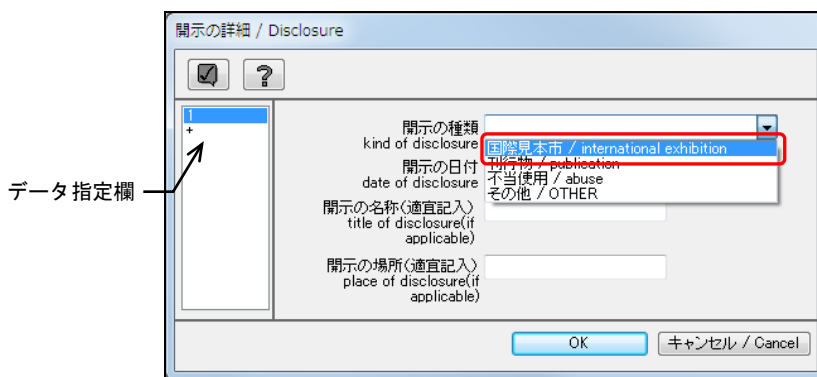 開示の詳細 / Disclosure
?
1
+
データ指定欄
開示の種類
kind of disclosure
国際見本市 / international exhibition
刊行物 / publication
不当使用 / abuse
その他 / OTHER
開示の日付
date of disclosure
開示の名称(適宜記入)
title of disclosure(if
applicable)
開示の場所(適宜記入)
place of disclosure(if
applicable)
OK
キャンセル / Cancel